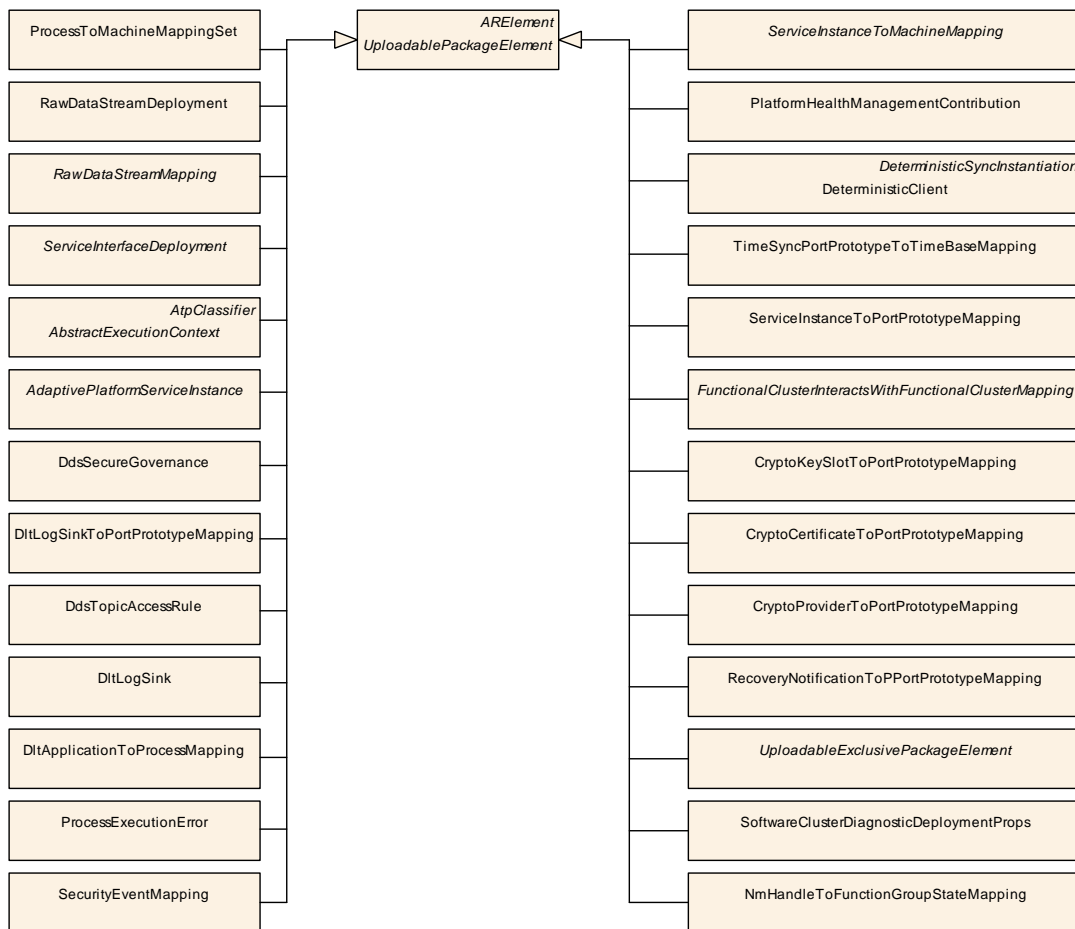 ProcessToMachineMappingSet
ARElement
UploadablePackageElement
ServiceInstanceToMachineMapping
RawDataStreamDeployment
PlatformHealthManagementContribution
RawDataStreamMapping
DeterministicSyncInstantiation
DeterministicClient
ServiceInterfaceDeployment
TimeSyncPortPrototypeToTimeBaseMapping
AtpClassifier
AbstractExecutionContext
ServiceInstanceToPortPrototypeMapping
AdaptivePlatformServiceInstance
FunctionalClusterInteractsWithFunctionalClusterMapping
DdsSecureGovernance
CryptoKeySlotToPortPrototypeMapping
DltLogSinkToPortPrototypeMapping
CryptoCertificateToPortPrototypeMapping
DdsTopicAccessRule
CryptoProviderToPortPrototypeMapping
DltLogSink
RecoveryNotificationToPPortPrototypeMapping
DltApplicationToProcessMapping
UploadableExclusivePackageElement
ProcessExecutionError
SoftwareClusterDiagnosticDeploymentProps
SecurityEventMapping
NmHandleToFunctionGroupStateMapping